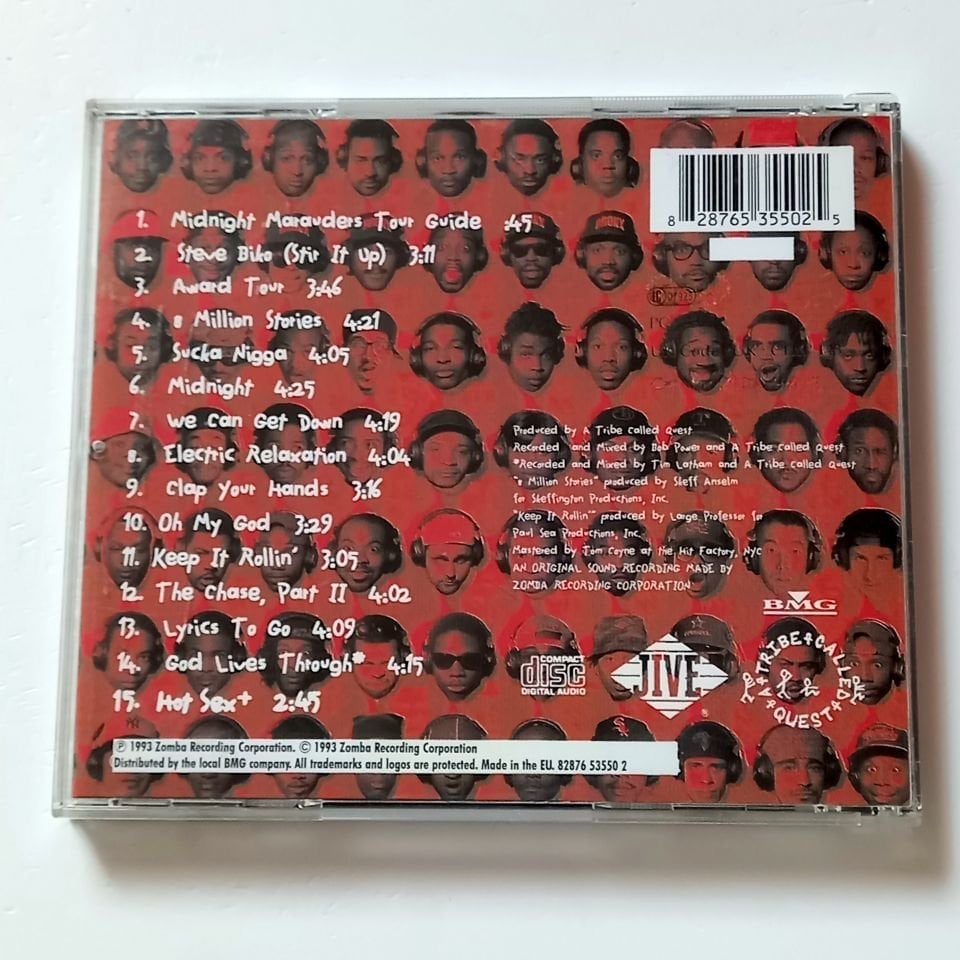 1. Midnight Marauders Tour Guide :45
2. Steve Biko (Stir It Up) 3:11
3. Award Tour 3:46
4. 8 Million Stories 4:21
5. Sucka Nigga 4:05
6. Midnight 4:25
7. We Can Get Down 4:19
8. Electric Relaxation 4:04
9. Clap Your Hands 3:16
10. Oh My God 3:29
11. Keep It Rollin' 3:05
12. The Chase, Part II 4:02
13. Lyrics To Go 4:09
14. God Lives Through* 4:15
15. Hot Sex+ 2:45
8 28765 35502 5
Produced by A Tribe Called Quest
Recorded and Mixed by Bob Power and A Tribe Called Quest
*Recorded and Mixed by Tim Latham and A Tribe Called Quest
"8 Million Stories" produced by Skeff Anselm
for Skeffington Productions, Inc.
"Keep It Rollin'" produced by Large Professor for
Paul Sea Productions, Inc.
Mastered by Tom Coyne at the Hit Factory, NYC
AN ORIGINAL SOUND RECORDING MADE BY
ZOMBA RECORDING CORPORATION
BMG
COMPACT
disc
DIGITAL AUDIO
JIVE
®
A+TRIBE+CALLED
QUEST+
℗ 1993 Zomba Recording Corporation. © 1993 Zomba Recording Corporation
Distributed by the local BMG company. All trademarks and logos are protected. Made in the EU. 82876 53550 2